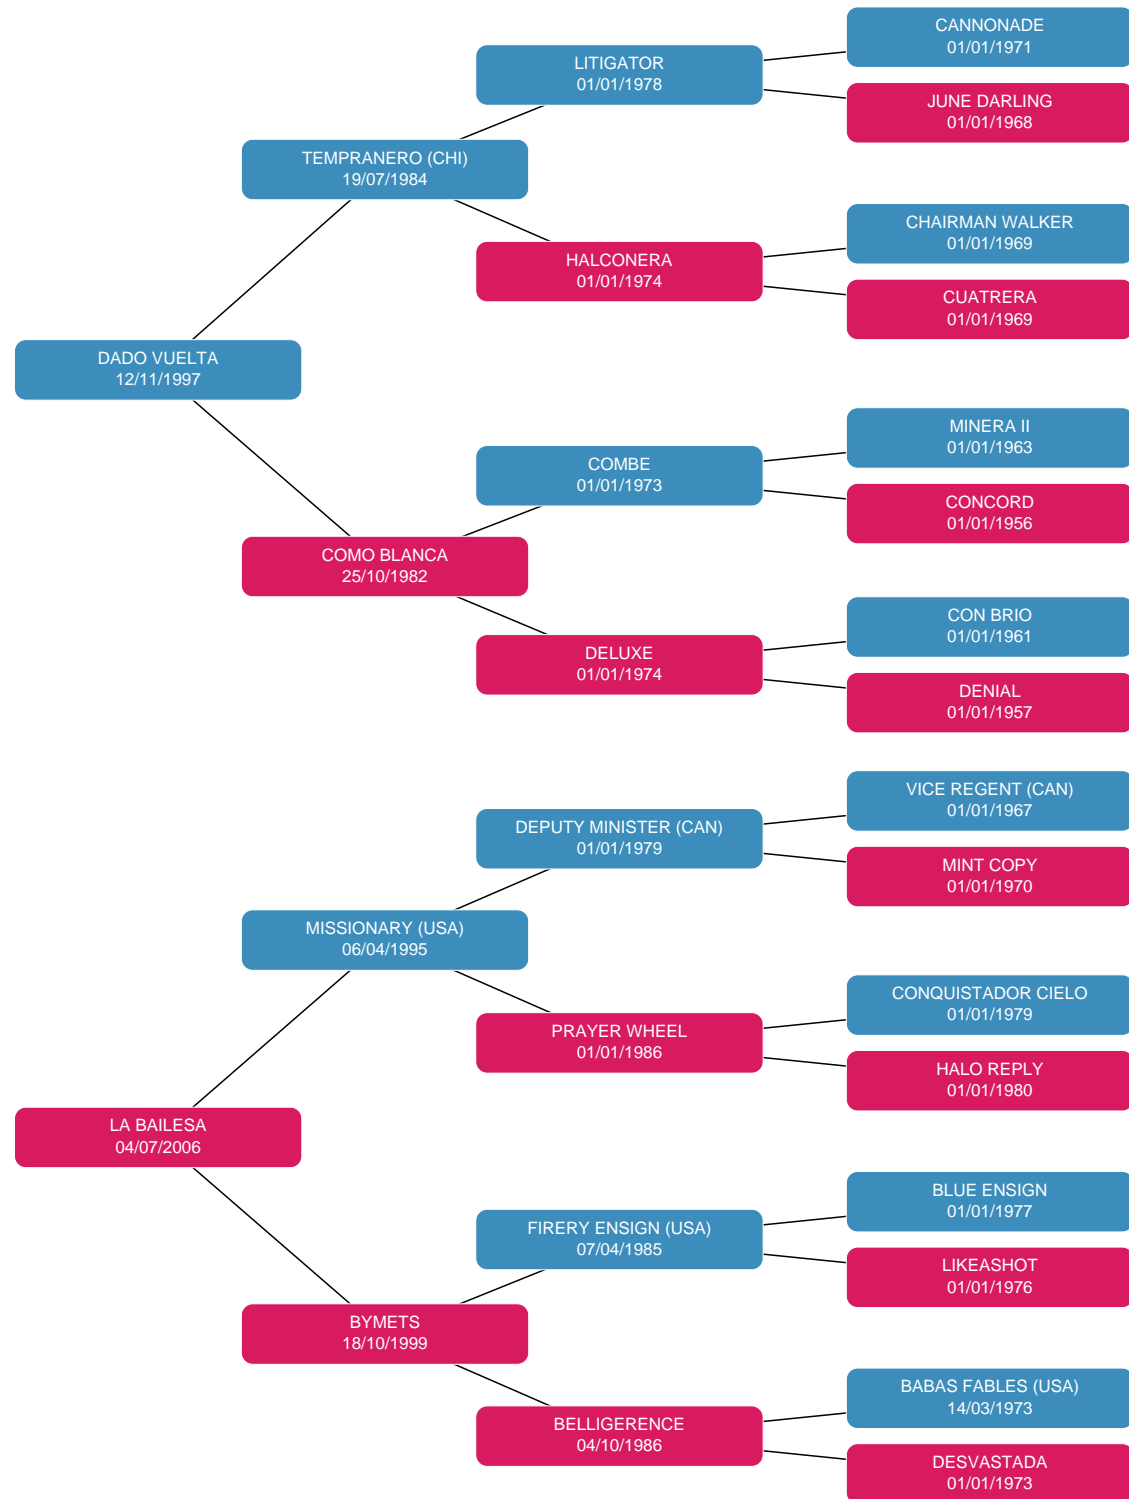 CANNONADE
01/01/1971
LITIGATOR
01/01/1978
JUNE DARLING
01/01/1968
TEMPRANERO (CHI)
19/07/1984
CHAIRMAN WALKER
01/01/1969
HALCONERA
01/01/1974
CUATRERA
01/01/1969
DADO VUELTA
12/11/1997
MINERA II
01/01/1963
COMBE
01/01/1973
CONCORD
01/01/1956
COMO BLANCA
25/10/1982
CON BRIO
01/01/1961
DELUXE
01/01/1974
DENIAL
01/01/1957
VICE REGENT (CAN)
01/01/1967
DEPUTY MINISTER (CAN)
01/01/1979
MINT COPY
01/01/1970
MISSIONARY (USA)
06/04/1995
CONQUISTADOR CIELO
01/01/1979
PRAYER WHEEL
01/01/1986
HALO REPLY
01/01/1980
LA BAILESA
04/07/2006
BLUE ENSIGN
01/01/1977
FIRERY ENSIGN (USA)
07/04/1985
LIKEASHOT
01/01/1976
BYMETS
18/10/1999
BABAS FABLES (USA)
14/03/1973
BELLIGERENCE
04/10/1986
DESVASTADA
01/01/1973